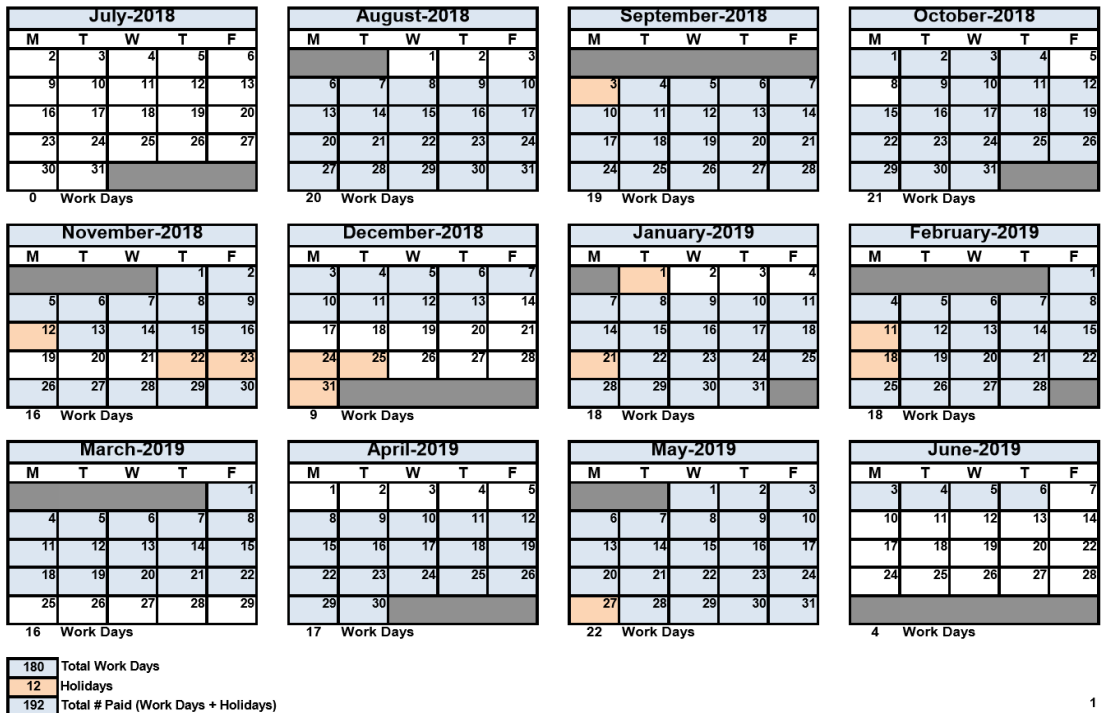 July-2018
M T W T F
2 3 4 5 6
9 10 11 12 13
16 17 18 19 20
23 24 25 26 27
30 31
0 Work Days
August-2018
M T W T F
1 2 3
6 7 8 9 10
13 14 15 16 17
20 21 22 23 24
27 28 29 30 31
20 Work Days
September-2018
M T W T F
3 4 5 6 7
10 11 12 13 14
17 18 19 20 21
24 25 26 27 28
19 Work Days
October-2018
M T W T F
1 2 3 4 5
8 9 10 11 12
15 16 17 18 19
22 23 24 25 26
29 30 31
21 Work Days
November-2018
M T W T F
1 2
5 6 7 8 9
12 13 14 15 16
19 20 21 22 23
26 27 28 29 30
16 Work Days
December-2018
M T W T F
3 4 5 6 7
10 11 12 13 14
17 18 19 20 21
24 25 26 27 28
31
9 Work Days
January-2019
M T W T F
1 2 3 4
7 8 9 10 11
14 15 16 17 18
21 22 23 24 25
28 29 30 31
18 Work Days
February-2019
M T W T F
1
4 5 6 7 8
11 12 13 14 15
18 19 20 21 22
25 26 27 28
18 Work Days
March-2019
M T W T F
1
4 5 6 7 8
11 12 13 14 15
18 19 20 21 22
25 26 27 28 29
16 Work Days
April-2019
M T W T F
1 2 3 4 5
8 9 10 11 12
15 16 17 18 19
22 23 24 25 26
29 30
17 Work Days
May-2019
M T W T F
1 2 3
6 7 8 9 10
13 14 15 16 17
20 21 22 23 24
27 28 29 30 31
22 Work Days
June-2019
M T W T F
3 4 5 6 7
10 11 12 13 14
17 18 19 20 22
24 25 26 27 28
4 Work Days
180 Total Work Days
12 Holidays
192 Total # Paid (Work Days + Holidays)
1